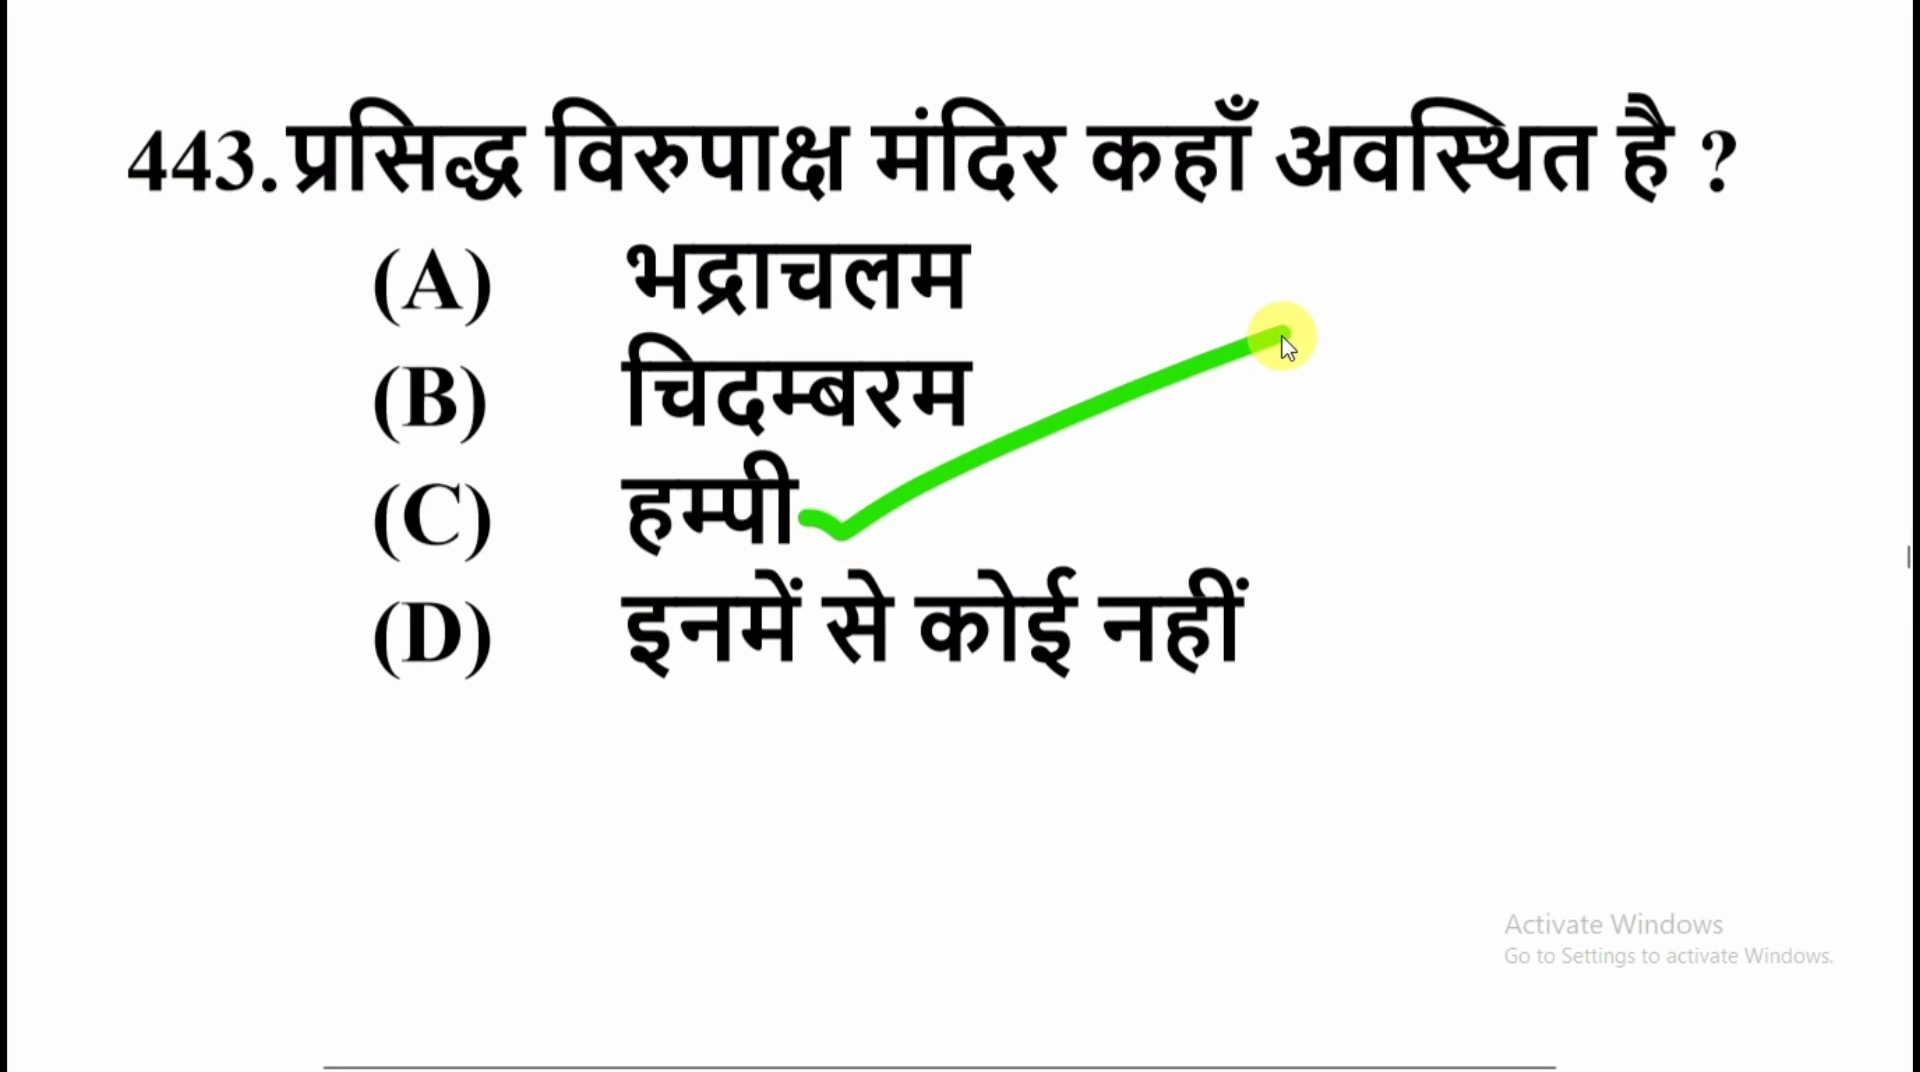 443. प्रसिद्ध विरुपाक्ष मंदिर कहाँ अवस्थित है ?
(A) भद्राचलम
(B) चिदम्बरम
(C) हम्पी
(D) इनमें से कोई नहीं
Activate Windows
Go to Settings to activate Windows.